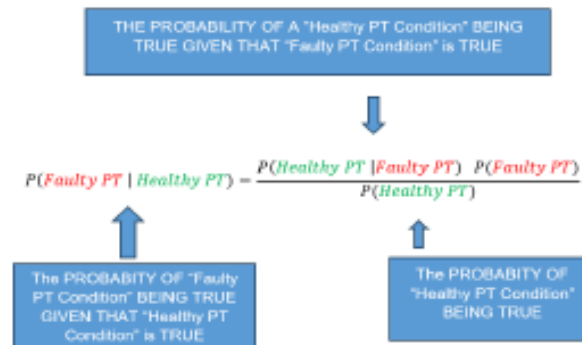 THE PROBABILITY OF A "Healthy PT Condition" BEING
TRUE GIVEN THAT "Faulty PT Condition" is TRUE
P(Healthy PT |Faulty PT) P(Faulty PT)
P(Faulty PT | Healthy PT) =
P(Healthy PT)
The PROBABITY OF "Faulty
PT Condition" BEING TRUE
GIVEN THAT "Healthy PT
Condition" is TRUE
The PROBABITY OF
"Healthy PT Condition"
BEING TRUE